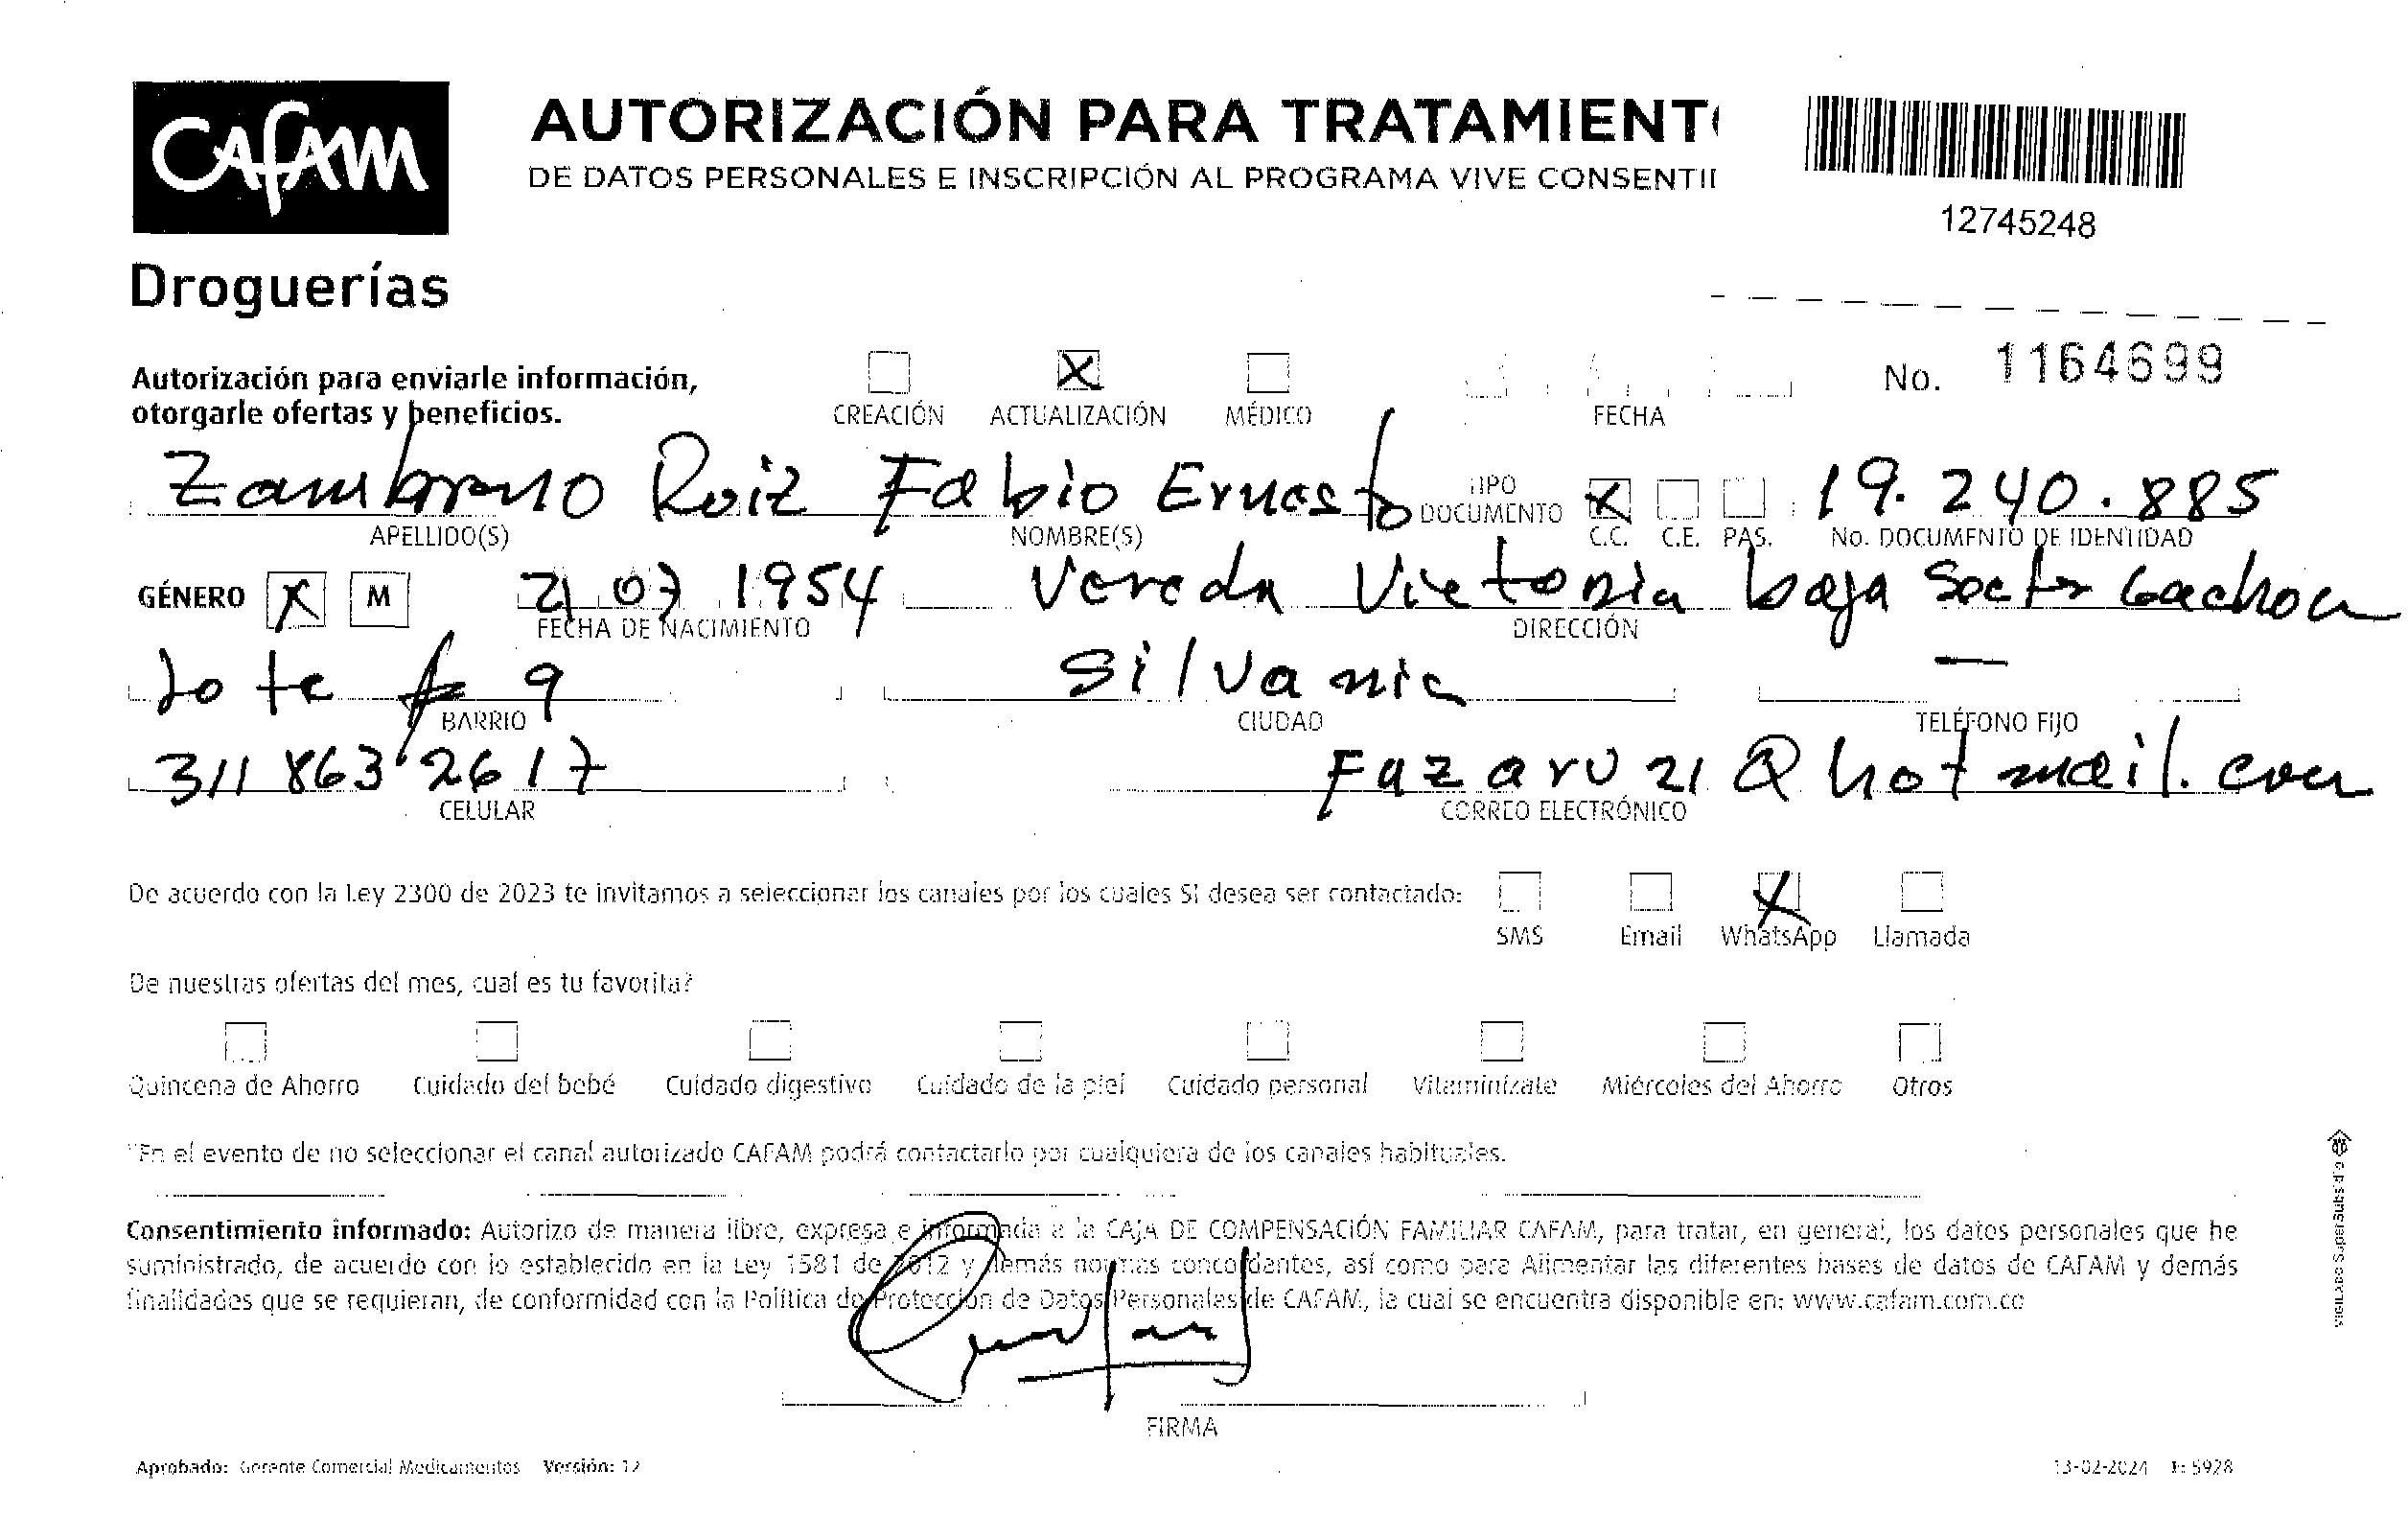 CAFAM
AUTORIZACIÓN PARA TRATAMIENT
DE DATOS PERSONALES E INSCRIPCIÓN AL PROGRAMA VIVE CONSENTI
12745248
Droguerías
Autorización para enviarle información,
otorgarle ofertas y beneficios.
CREACIÓN X ACTUALIZACIÓN MÉDICO FECHA No. 1164699
Zambrano Ruiz Fabio Ernesto TIPO DOCUMENTO X C.C. C.E. PAS. 19.240.885
APELLIDO(S) NOMBRE(S) No. DOCUMENTO DE IDENTIDAD
GÉNERO X M 21 07 1954 Vereda Victoria baja Sector
FECHA DE NACIMIENTO DIRECCIÓN
lote 9 Silvania —
BARRIO CIUDAD TELÉFONO FIJO
311 863 2617 Fazaru21@hotmail.com
CELULAR CORREO ELECTRÓNICO
De acuerdo con la Ley 2300 de 2023 te invitamos a seleccionar los canales por los cuales SI desea ser contactado:
SMS Email X WhatsApp Llamada
De nuestras ofertas del mes, cual es tu favorita?
Quincena de Ahorro Cuidado del bebé Cuidado digestivo Cuidado de la piel Cuidado personal Vitaminízate Miércoles del Ahorro Otros
*En el evento de no seleccionar el canal autorizado CAFAM podrá contactarlo por cualquiera de los canales habituales.
Consentimiento informado: Autorizo de manera libre, expresa e informada a la CAJA DE COMPENSACIÓN FAMILIAR CAFAM, para tratar, en general, los datos personales que he
suministrado, de acuerdo con lo establecido en la Ley 1581 de 2012 y demás normas concordantes, así como para Alimentar las diferentes bases de datos de CAFAM y demás
finalidades que se requieran, de conformidad con la Política de Protección de Datos Personales de CAFAM, la cual se encuentra disponible en: www.cafam.com.co
FIRMA
Aprobado: Gerente Comercial Medicamentos Versión: 12
13-02-2024 F: 5928
VIGILADO SuperSubsidio